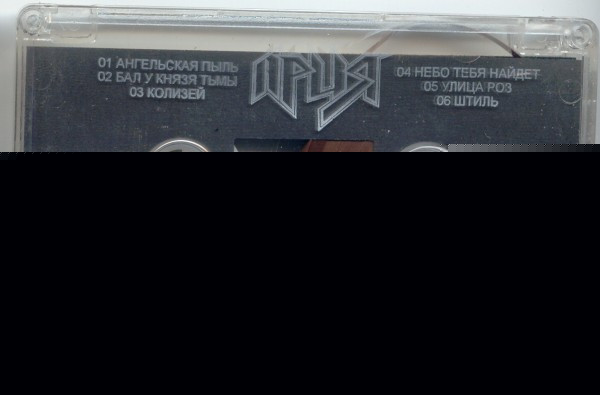 01 АНГЕЛЬСКАЯ ПЫЛЬ
02 БАЛ У КНЯЗЯ ТЬМЫ
03 КОЛИЗЕЙ
АРИЯ
04 НЕБО ТЕБЯ НАЙДЕТ
05 УЛИЦА РОЗ
06 ШТИЛЬ